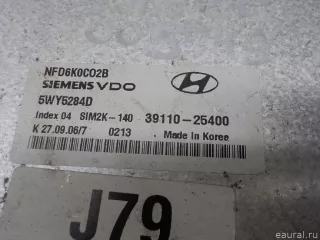 NFD6K0C02B
SIEMENS VDO
5WY5284D
Index 04 SIM2K-140 39110-25400
K 27.09.06/7 0213 Made in Koree
J79
eaural.ru